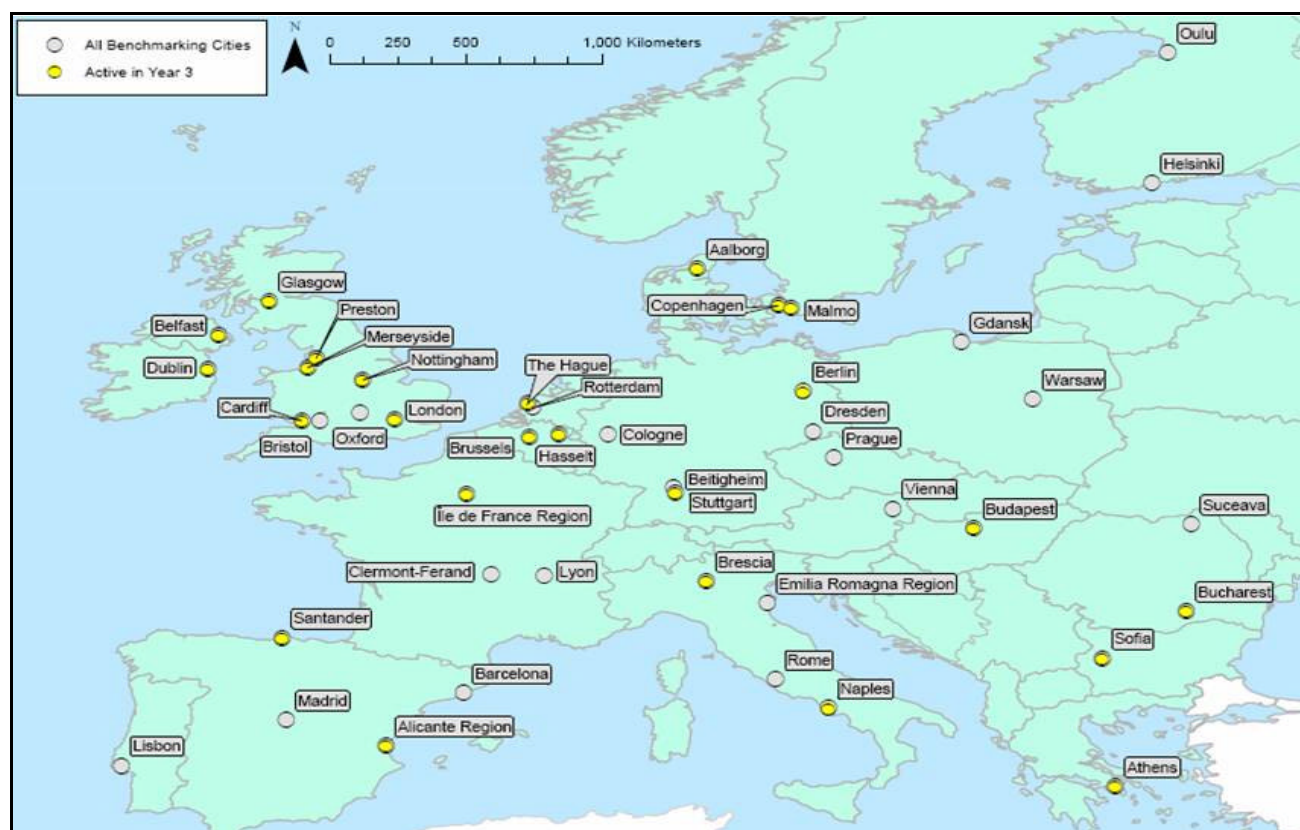 All Benchmarking Cities
Active in Year 3
N
0 250 500 1,000 Kilometers
Oulu
Helsinki
Aalborg
Glasgow
Preston
Copenhagen
Malmo
Belfast
Merseyside
Gdansk
Nottingham
Dublin
The Hague
Berlin
Rotterdam
Warsaw
Cardiff
London
Dresden
Bristol
Oxford
Cologne
Prague
Brussels
Hasselt
Beitigheim
Stuttgart
Vienna
Île de France Region
Budapest
Suceava
Clermont-Ferand
Lyon
Brescia
Emilia Romagna Region
Bucharest
Santander
Sofia
Barcelona
Rome
Naples
Madrid
Alicante Region
Lisbon
Athens